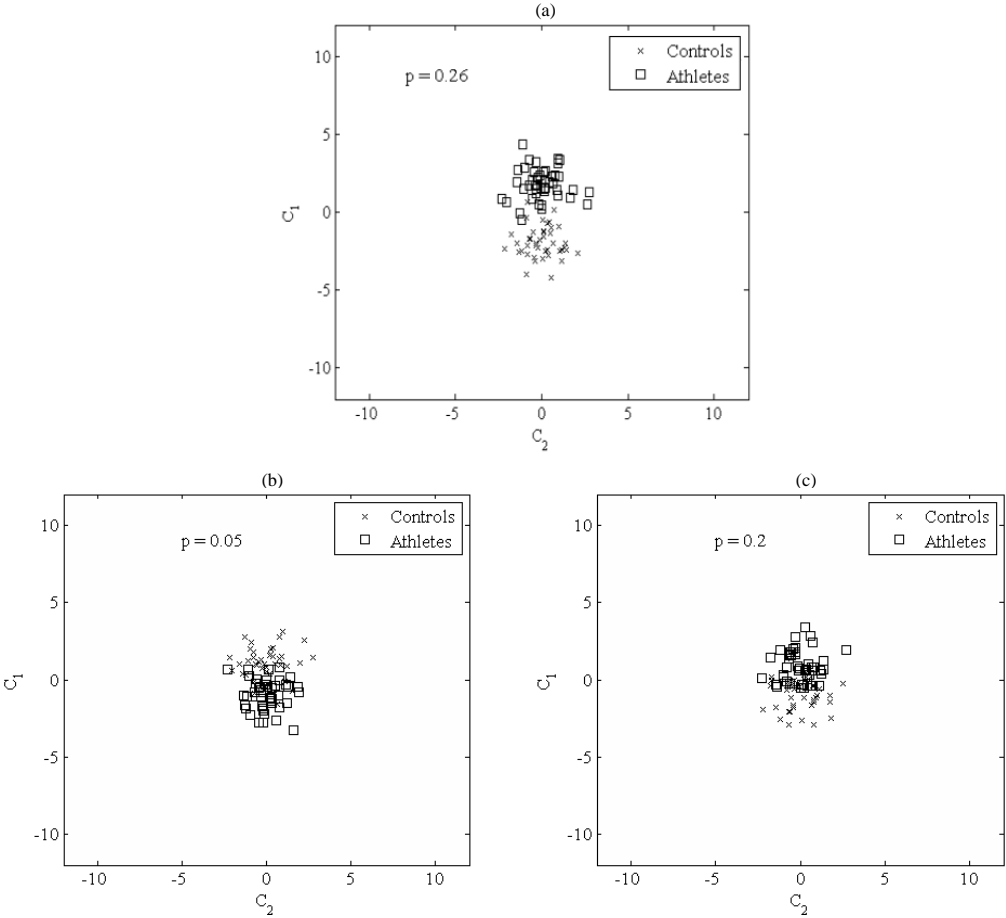 (a)
10
5
0
-5
-10
C1
p = 0.26
Controls
Athletes
-10 -5 0 5 10
C2
(b)
10
5
0
-5
-10
C1
p = 0.05
Controls
Athletes
-10 -5 0 5 10
C2
(c)
10
5
0
-5
-10
C1
p = 0.2
Controls
Athletes
-10 -5 0 5 10
C2